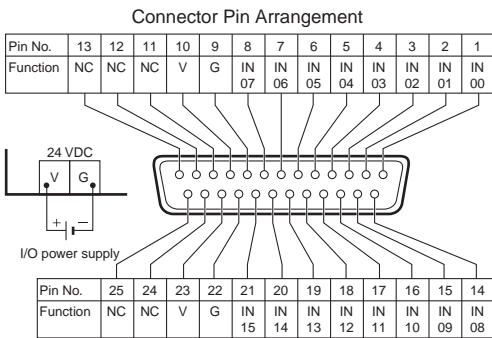 Connector Pin Arrangement
Pin No. 13 12 11 10 9 8 7 6 5 4 3 2 1
Function NC NC NC V G IN 07 IN 06 IN 05 IN 04 IN 03 IN 02 IN 01 IN 00
24 VDC
V G
+ −
I/O power supply
Pin No. 25 24 23 22 21 20 19 18 17 16 15 14
Function NC NC V G IN 15 IN 14 IN 13 IN 12 IN 11 IN 10 IN 09 IN 08